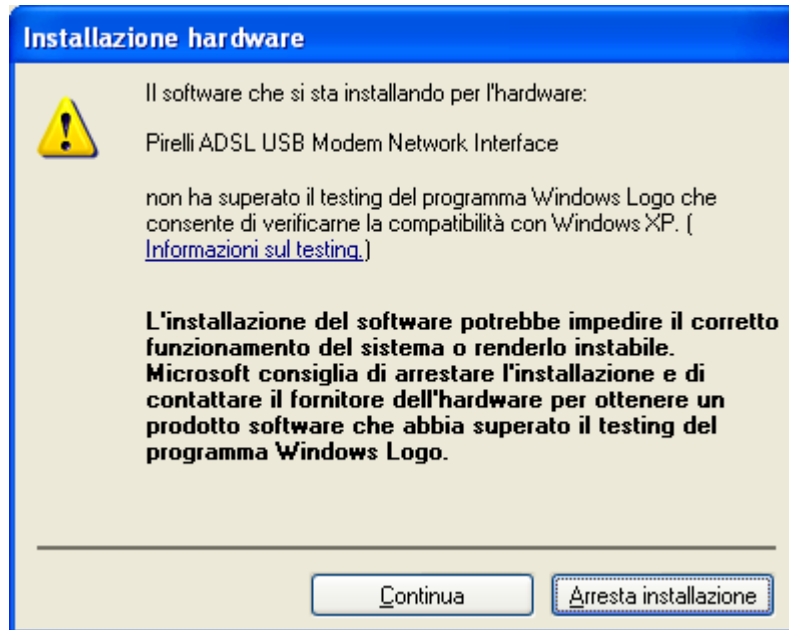 Installazione hardware
Il software che si sta installando per l'hardware:
Pirelli ADSL USB Modem Network Interface
non ha superato il testing del programma Windows Logo che
consente di verificarne la compatibilità con Windows XP. (
Informazioni sul testing.)
L'installazione del software potrebbe impedire il corretto
funzionamento del sistema o renderlo instabile.
Microsoft consiglia di arrestare l'installazione e di
contattare il fornitore dell'hardware per ottenere un
prodotto software che abbia superato il testing del
programma Windows Logo.
Continua
Arresta installazione